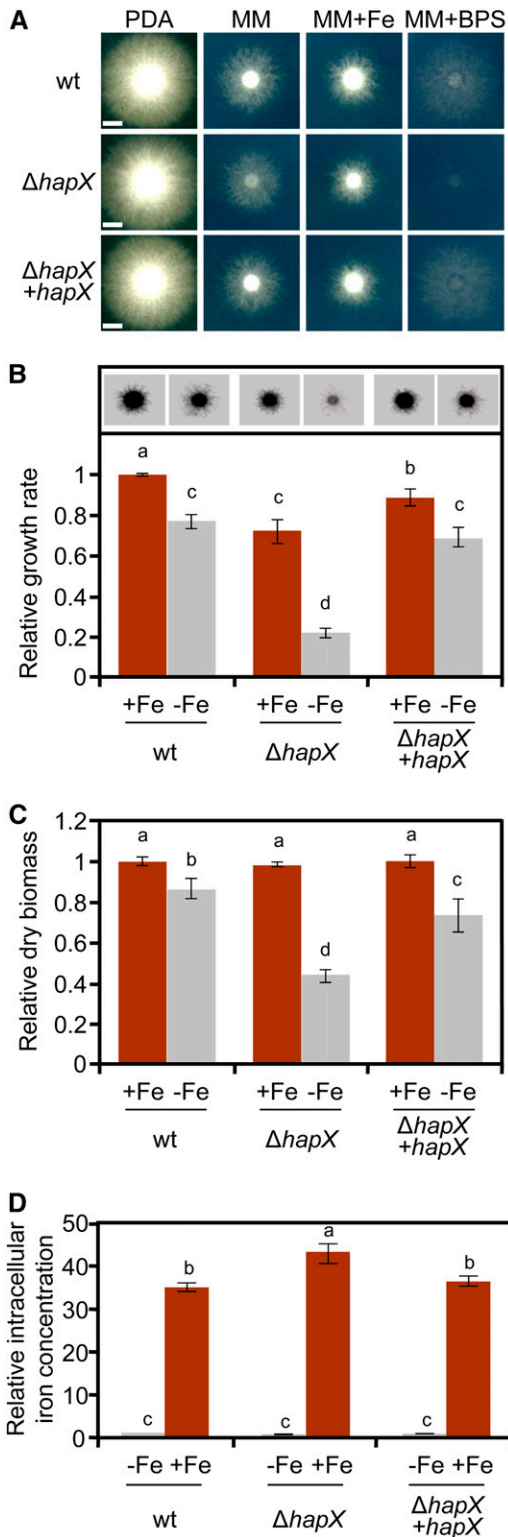 A
PDA MM MM+Fe MM+BPS
wt
ΔhapX
ΔhapX
+hapX
B
Relative growth rate
1
0.8
0.6
0.4
0.2
0
a
c
c
d
b
c
+Fe -Fe +Fe -Fe +Fe -Fe
wt ΔhapX ΔhapX
+hapX
C
Relative dry biomass
1.2
1
0.8
0.6
0.4
0.2
0
a
b
a
d
a
c
+Fe -Fe +Fe -Fe +Fe -Fe
wt ΔhapX ΔhapX
+hapX
D
Relative intracellular
iron concentration
50
40
30
20
10
0
c
b
c
a
c
b
-Fe +Fe -Fe +Fe -Fe +Fe
wt ΔhapX ΔhapX
+hapX